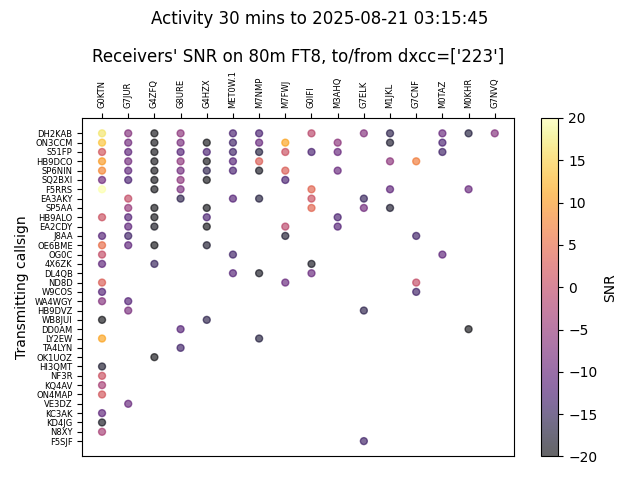 Activity 30 mins to 2025-08-21 03:15:45
Receivers' SNR on 80m FT8, to/from dxcc=['223']
G0KTN
G7JUR
G4ZFQ
G8URE
G4HZX
MET0W.1
M7NMP
M7FWJ
G0IFI
M3AHQ
G7ELK
M1JKL
G7CNF
M0TAZ
M0KHR
G7NVQ
DH2KAB
ON3CCM
S51FP
HB9DCO
SP6NIN
SQ2BXI
F5RRS
EA3AKY
SP5AA
HB9ALO
EA2CDY
J8AA
OE6BME
OG0C
4X6ZK
DL4QB
ND8D
W9COS
WA4WGY
HB9DVZ
WB8JUI
DD0AM
LY2EW
TA4LYN
OK1UOZ
HI3QMT
NF3R
KQ4AV
ON4MAP
VE3DZ
KC3AK
KD4JG
N8XY
F5SJF
Transmitting callsign
20
15
10
5
0
−5
−10
−15
−20
SNR